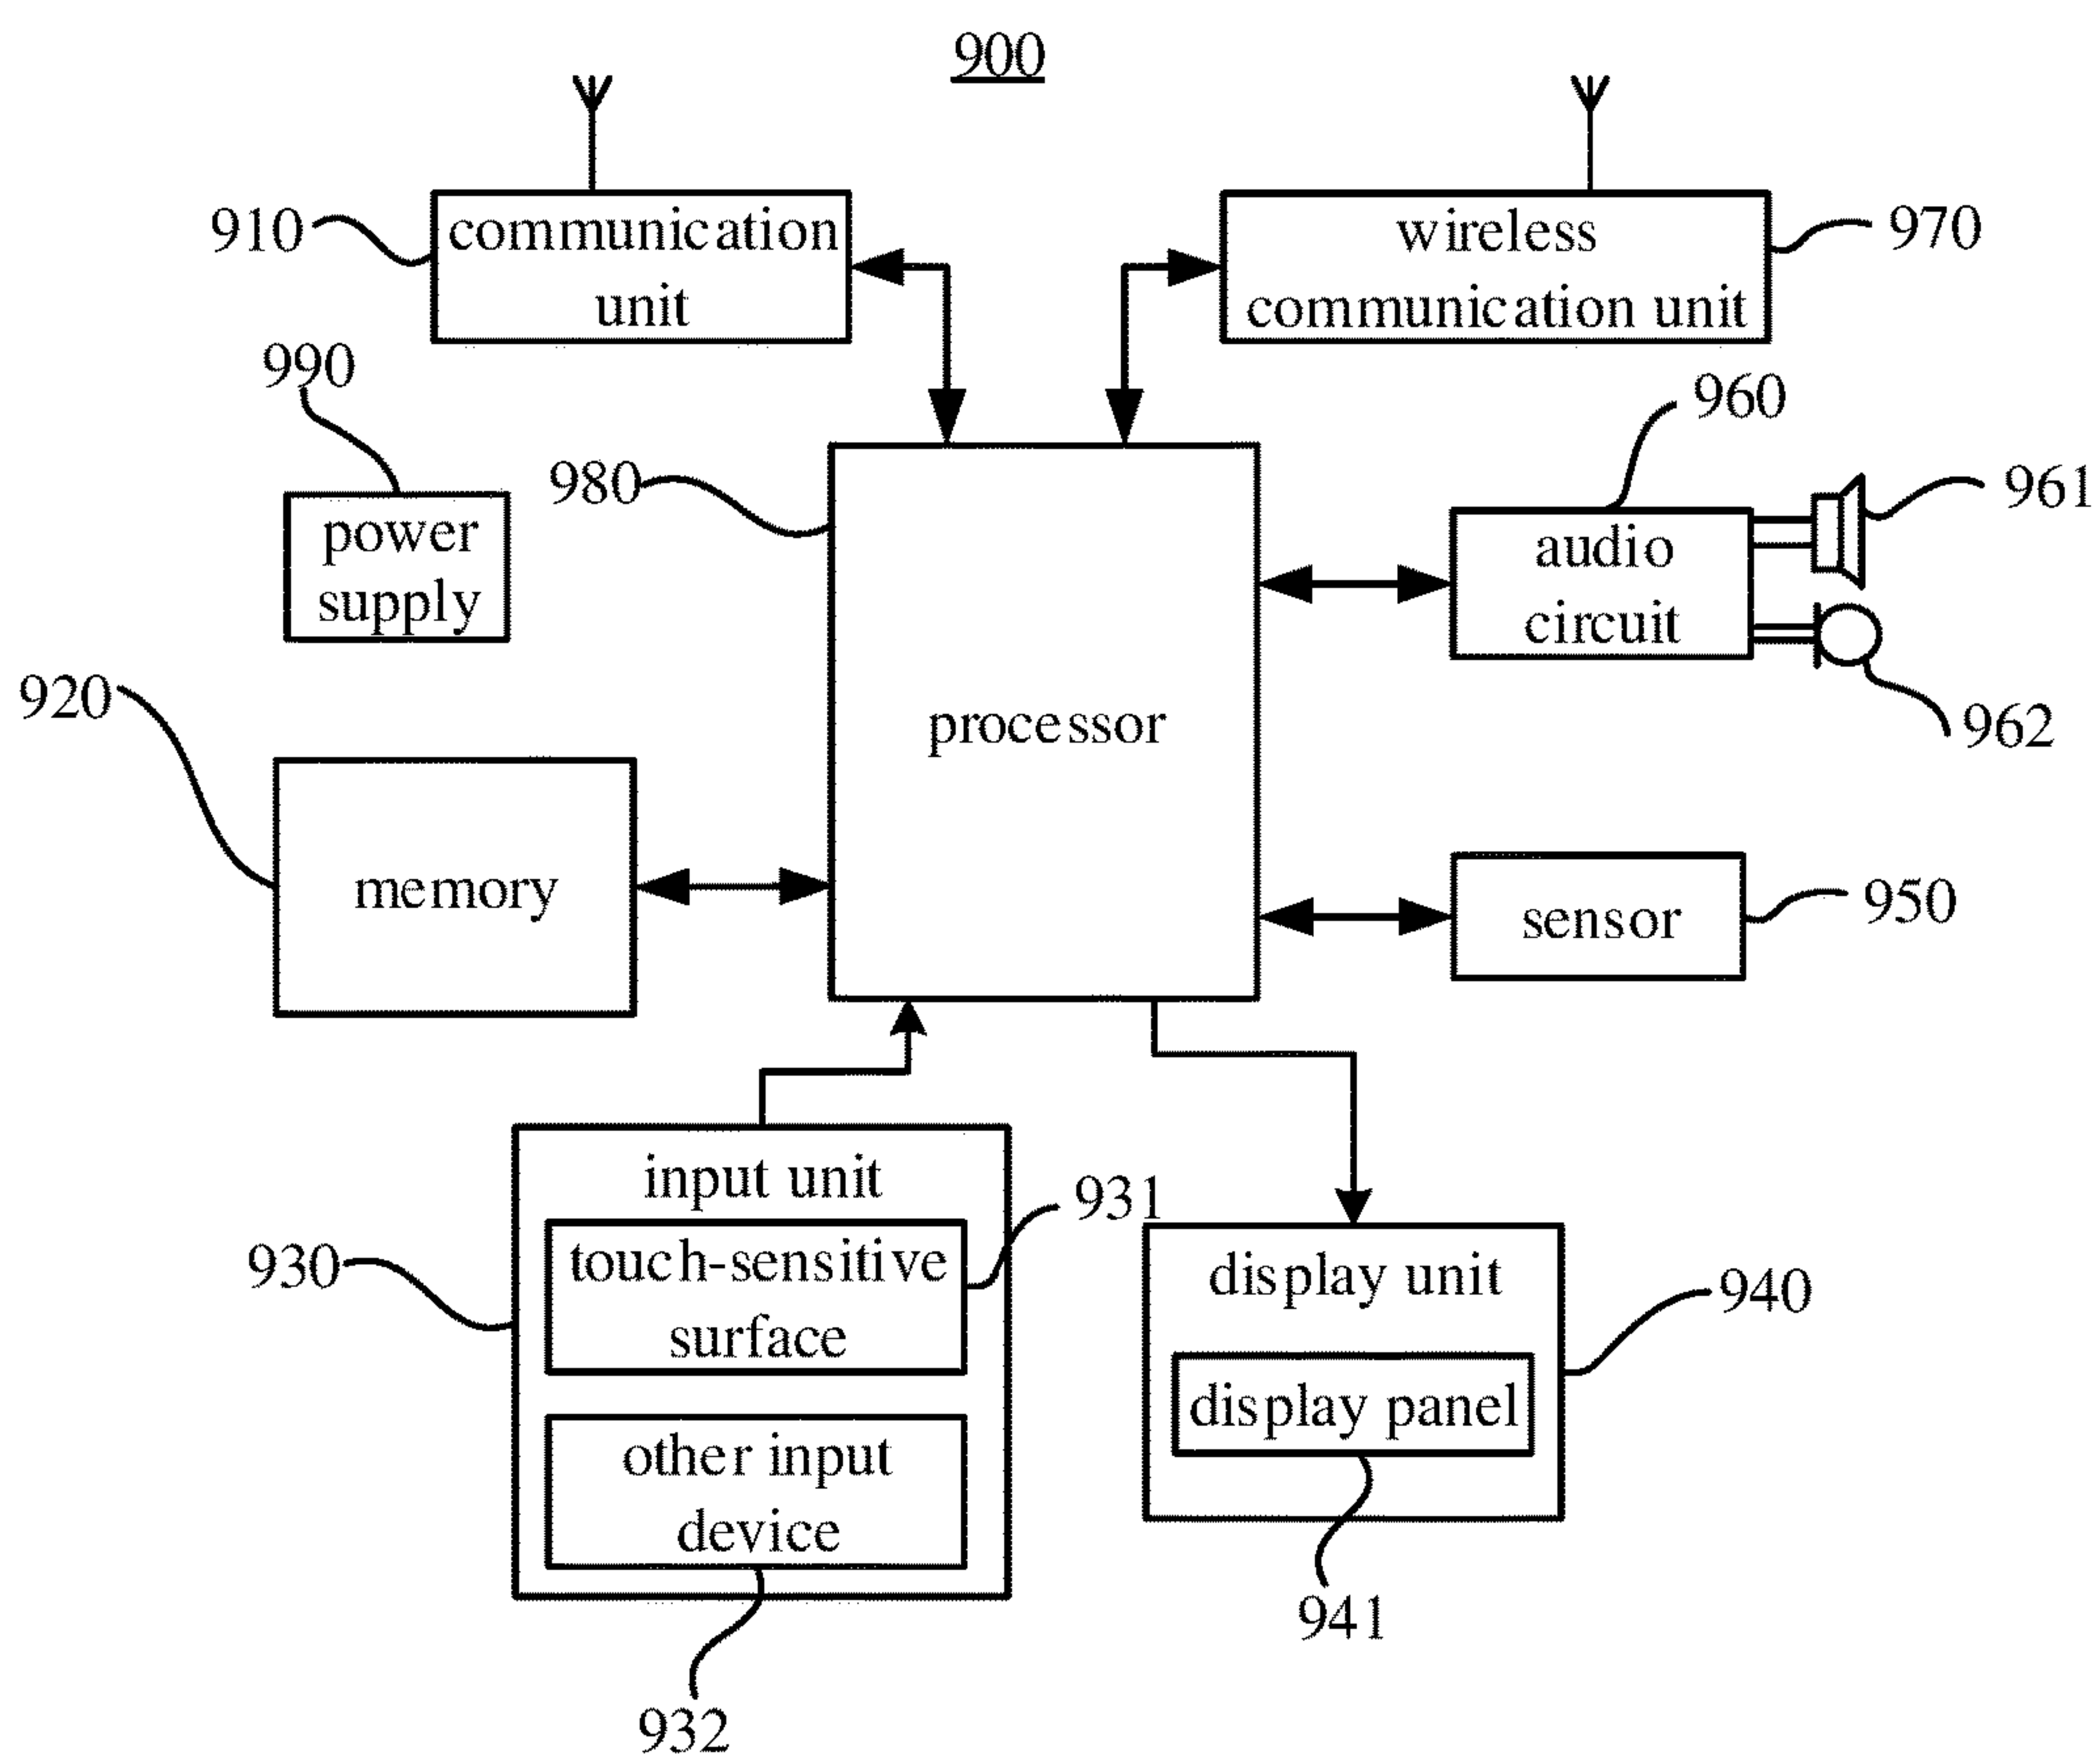 900
910
communication
unit
wireless
communication unit
970
990
power
supply
980
processor
960
audio
circuit
961
962
920
memory
sensor
950
930
input unit
touch-sensitive
surface
931
other input
device
932
display unit
display panel
940
941